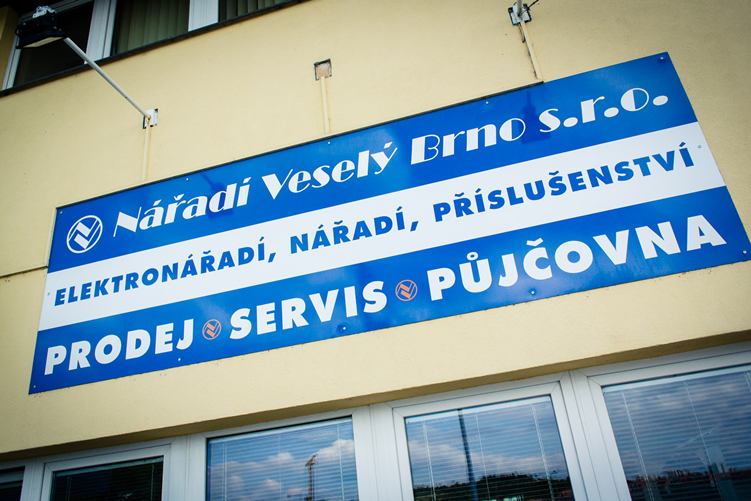 Nářadí Veselý Brno s.r.o.
ELEKTRONÁŘADÍ, NÁŘADÍ, PŘÍSLUŠENSTVÍ
PRODEJ SERVIS PŮJČOVNA